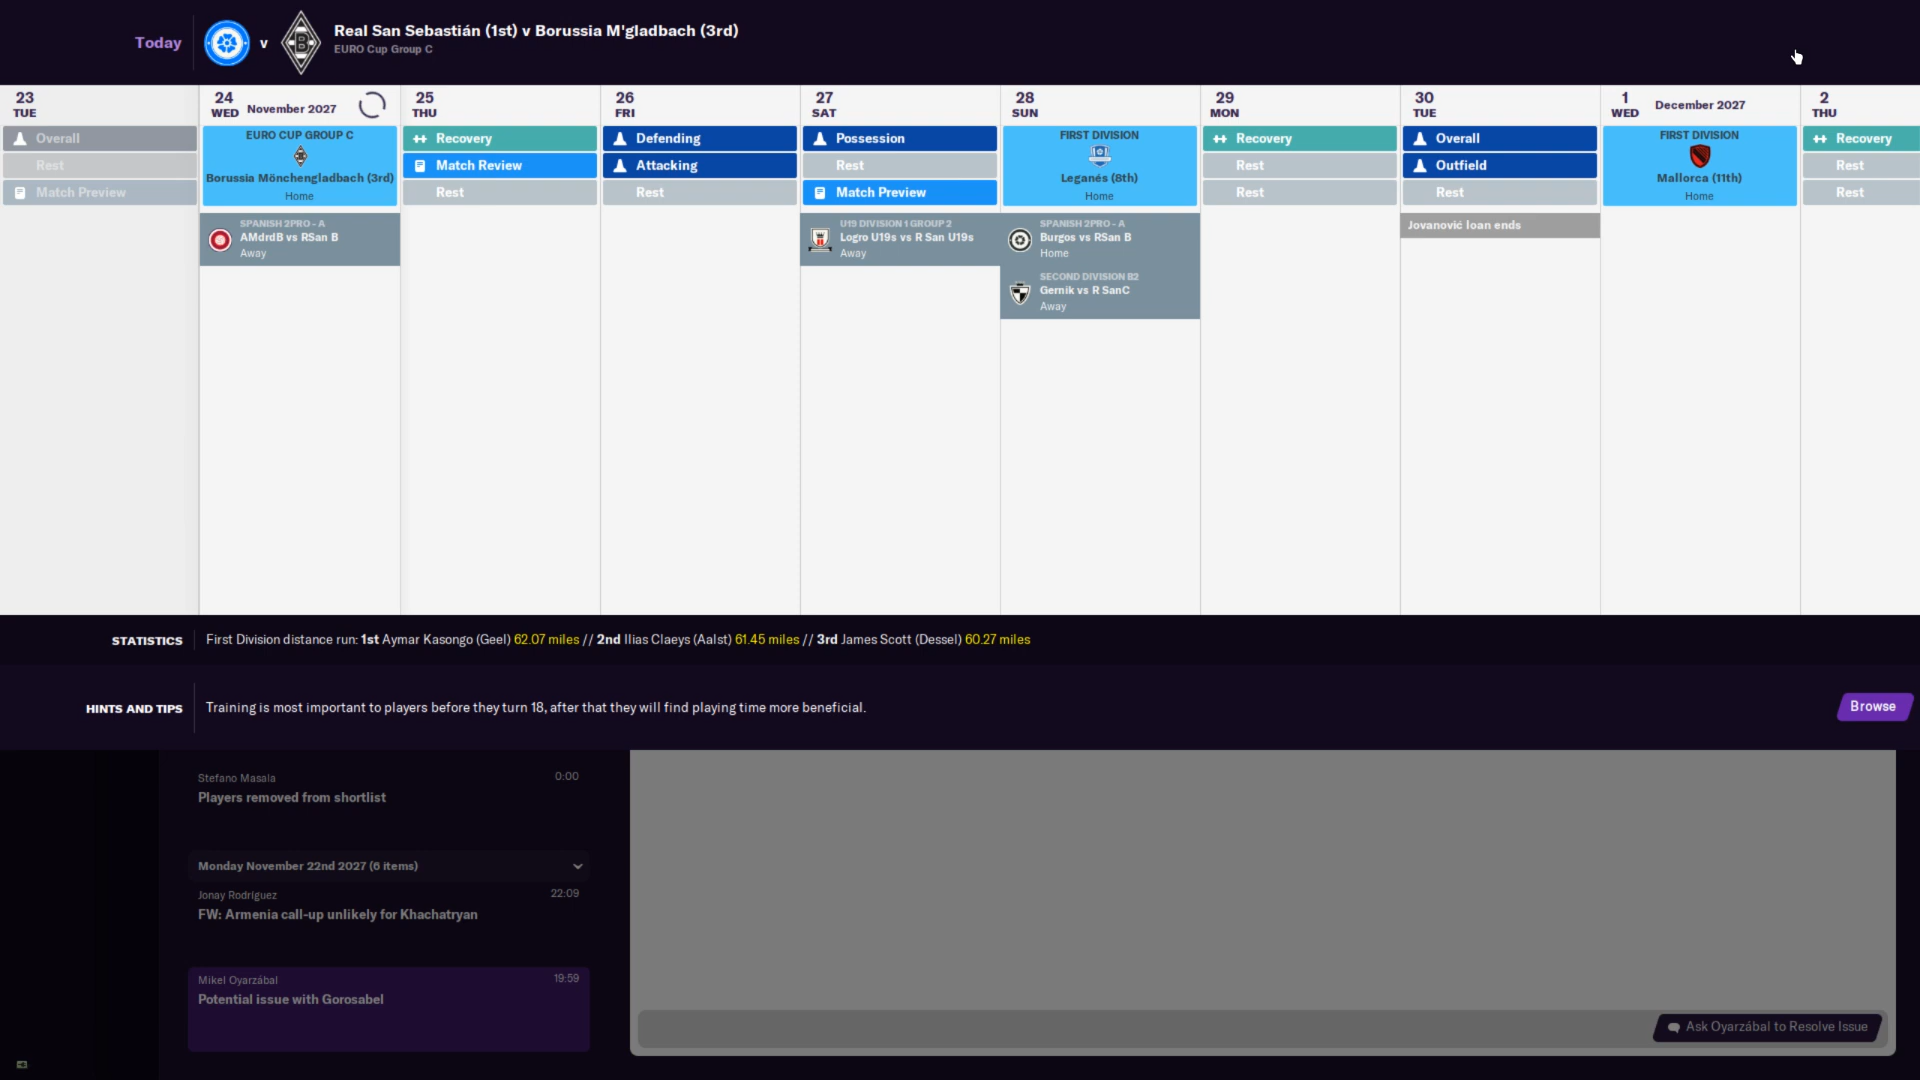 Today
v
Real San Sebastián (1st) v Borussia M'gladbach (3rd)
EURO Cup Group C
23
TUE
Overall
Rest
Match Preview
24
WED
November 2027
EURO CUP GROUP C
Borussia Mönchengladbach (3rd)
Home
SPANISH 2PRO - A
AMdrdB vs RSan B
Away
25
THU
Recovery
Match Review
Rest
26
FRI
Defending
Attacking
Rest
27
SAT
Possession
Rest
Match Preview
U19 DIVISION 1 GROUP 2
Logro U19s vs R San U19s
Away
28
SUN
FIRST DIVISION
Leganés (8th)
Home
SPANISH 2PRO - A
Burgos vs RSan B
Home
SECOND DIVISION B2
Gernik vs R SanC
Away
29
MON
Recovery
Rest
Rest
30
TUE
Overall
Outfield
Rest
Jovanović loan ends
1
WED
December 2027
FIRST DIVISION
Mallorca (11th)
Home
2
THU
Recovery
Rest
Rest
STATISTICS
First Division distance run: 1st Aymar Kasongo (Geel) 62.07 miles // 2nd Ilias Claeys (Aalst) 61.45 miles // 3rd James Scott (Dessel) 60.27 miles
HINTS AND TIPS
Training is most important to players before they turn 18, after that they will find playing time more beneficial.
Browse
Stefano Masala
0:00
Players removed from shortlist
Monday November 22nd 2027 (6 items)
Jonay Rodríguez
22:09
FW: Armenia call-up unlikely for Khachatryan
Mikel Oyarzábal
19:59
Potential issue with Gorosabel
Ask Oyarzábal to Resolve Issue